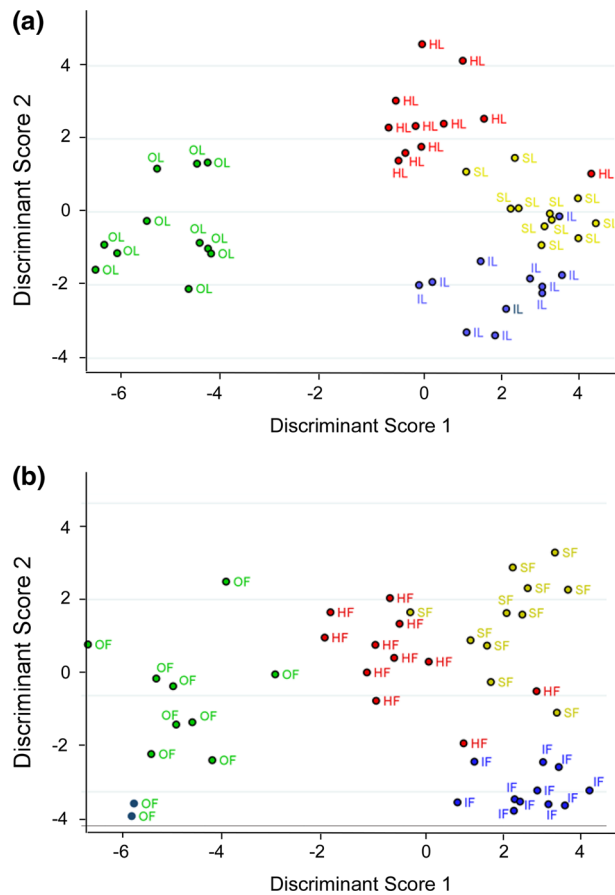 (a)
Discriminant Score 2
4
2
0
-2
-4
HL
HL
HL
HL
HL
HL
HL
HL
HL
HL
HL
OL
OL
OL
OL
OL
OL
OL
OL
OL
OL
SL
SL
SL
SL
SL
SL
SL
SL
SL
SL
IL
IL
IL
IL
IL
IL
IL
IL
IL
IL
IL
-6
-4
-2
0
2
4
Discriminant Score 1
(b)
Discriminant Score 2
4
2
0
-2
-4
OF
OF
OF
OF
OF
OF
OF
OF
OF
OF
OF
HF
HF
HF
HF
HF
HF
HF
HF
HF
HF
HF
SF
SF
SF
SF
SF
SF
SF
SF
SF
SF
SF
IF
IF
IF
IF
IF
IF
IF
IF
IF
IF
IF
-6
-4
-2
0
2
4
Discriminant Score 1